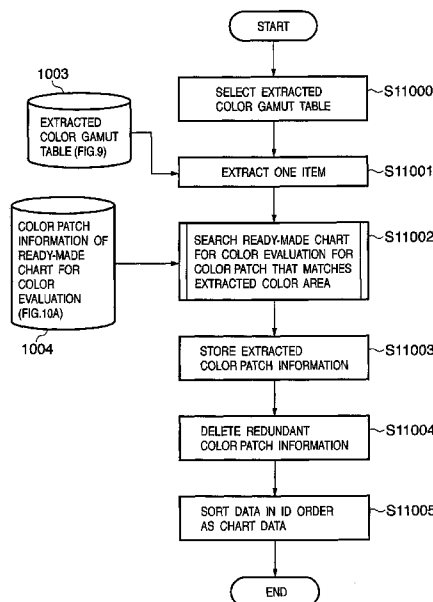 START
1003
SELECT EXTRACTED
COLOR GAMUT TABLE
S11000
EXTRACTED
COLOR GAMUT
TABLE (FIG.9)
EXTRACT ONE ITEM
S11001
COLOR PATCH
INFORMATION OF
READY-MADE
CHART FOR
COLOR
EVALUATION
(FIG.10A)
1004
SEARCH READY-MADE CHART
FOR COLOR EVALUATION FOR
COLOR PATCH THAT MATCHES
EXTRACTED COLOR AREA
S11002
STORE EXTRACTED
COLOR PATCH INFORMATION
S11003
DELETE REDUNDANT
COLOR PATCH INFORMATION
S11004
SORT DATA IN ID ORDER
AS CHART DATA
S11005
END